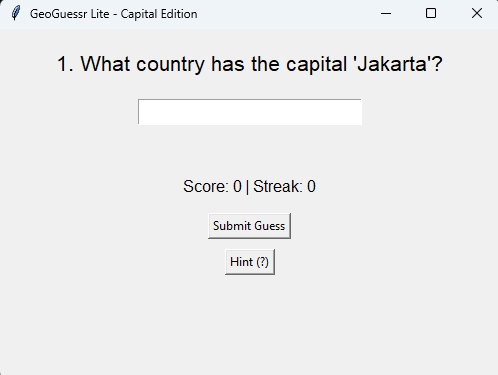 GeoGuessr Lite - Capital Edition
1. What country has the capital 'Jakarta'?
Score: 0 | Streak: 0
Submit Guess
Hint (?)